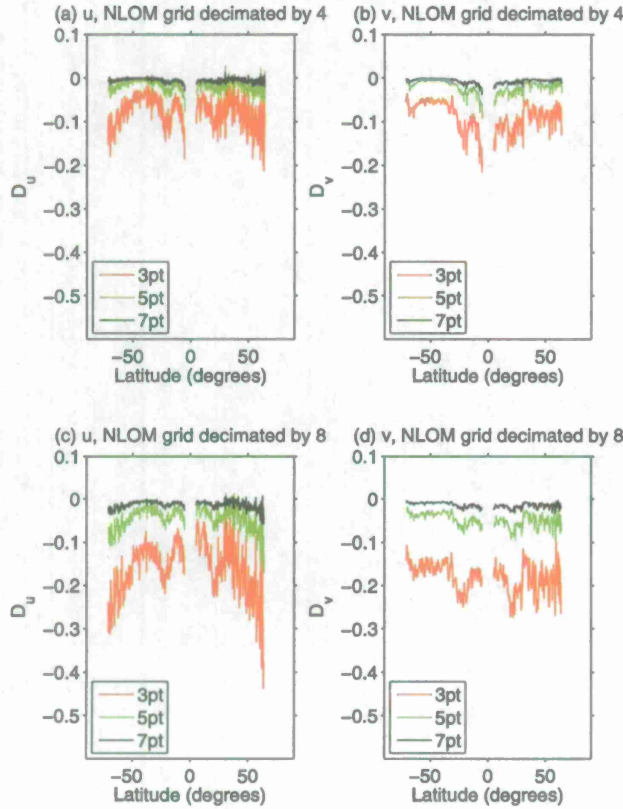 (a) u, NLOM grid decimated by 4
(b) v, NLOM grid decimated by 4
0.1
0
−0.1
−0.2
−0.3
−0.4
−0.5
D_u
3pt
5pt
7pt
−50
0
50
Latitude (degrees)
0.1
0
−0.1
−0.2
−0.3
−0.4
−0.5
D_v
3pt
5pt
7pt
−50
0
50
Latitude (degrees)
(c) u, NLOM grid decimated by 8
(d) v, NLOM grid decimated by 8
0.1
0
−0.1
−0.2
−0.3
−0.4
−0.5
D_u
3pt
5pt
7pt
−50
0
50
Latitude (degrees)
0.1
0
−0.1
−0.2
−0.3
−0.4
−0.5
D_v
3pt
5pt
7pt
−50
0
50
Latitude (degrees)